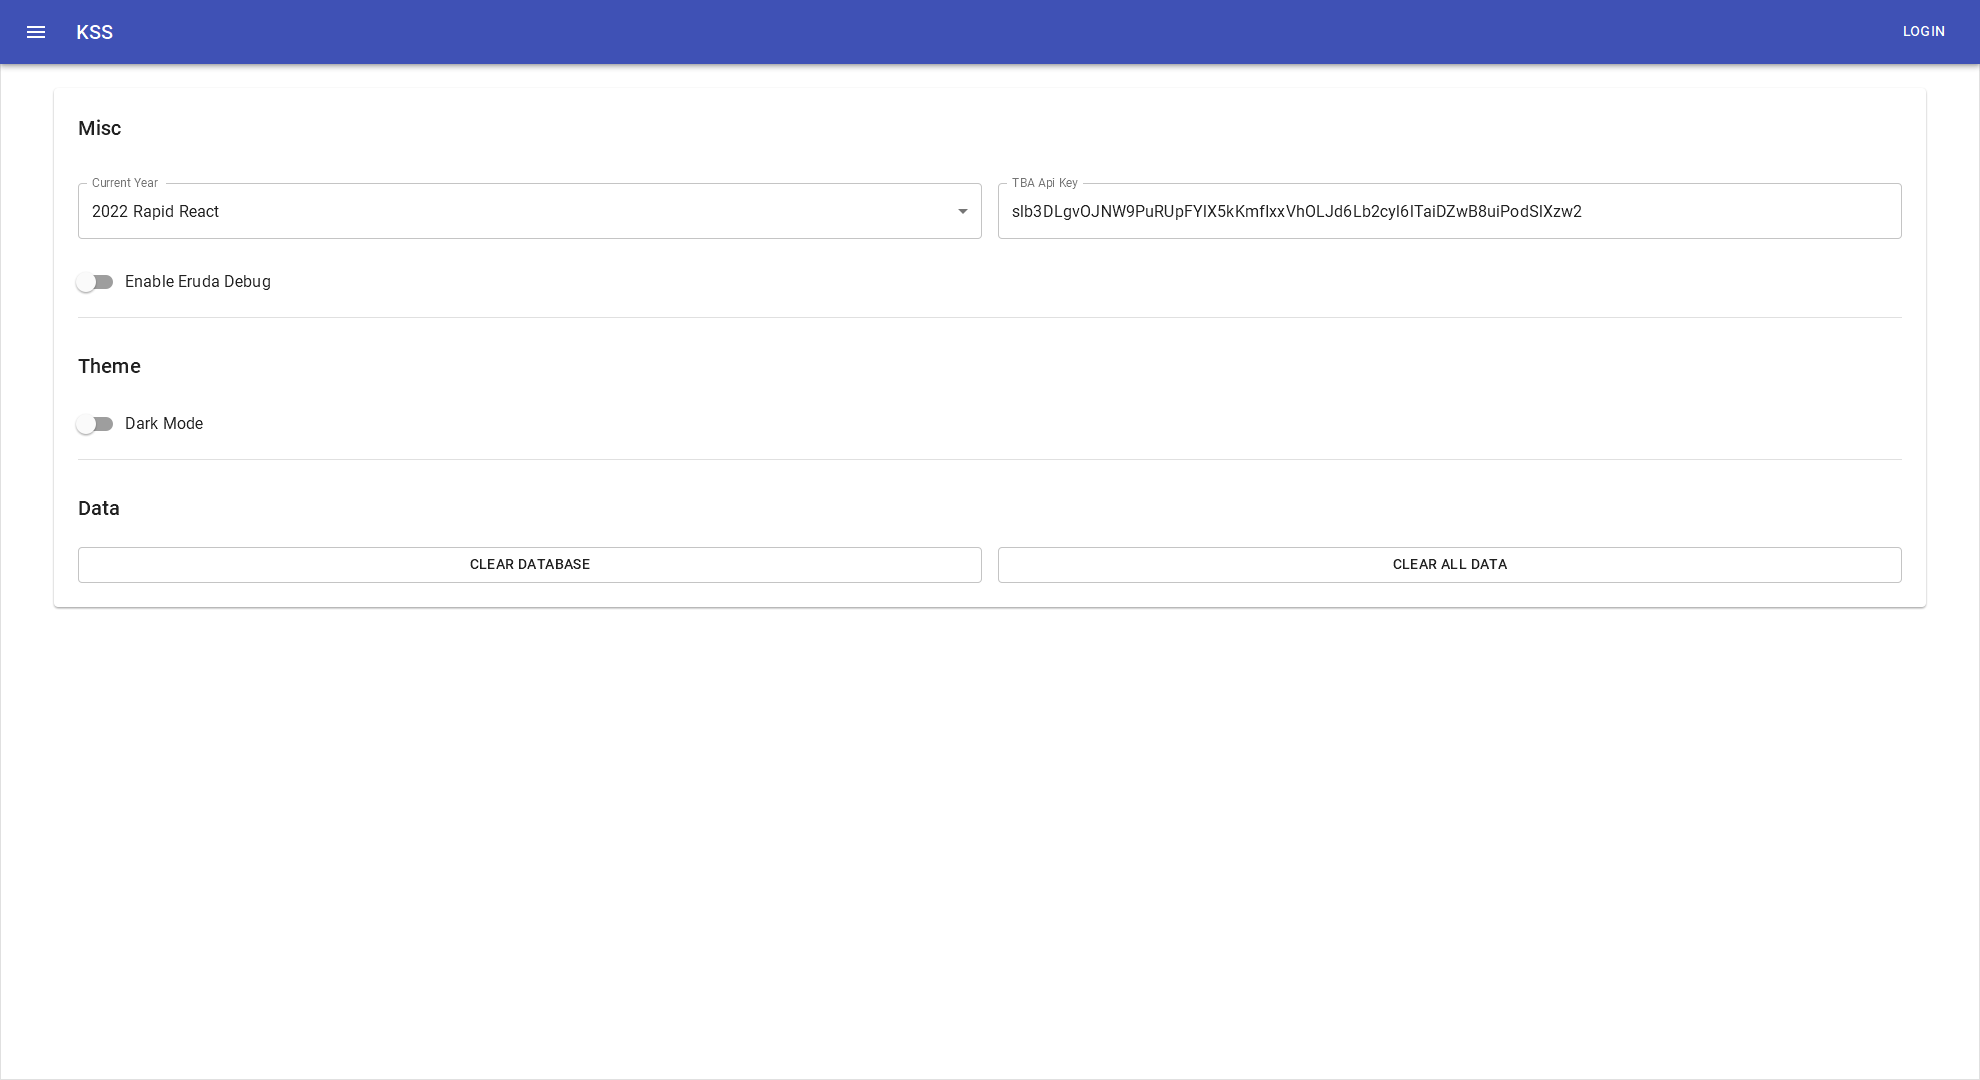 KSS
LOGIN
Misc
Current Year
2022 Rapid React
TBA Api Key
slb3DLgvOJNW9PuRUpFYIX5kKmfIxxVhOLJd6Lb2cyI6ITaiDZwB8uiPodSIXzw2
Enable Eruda Debug
Theme
Dark Mode
Data
CLEAR DATABASE
CLEAR ALL DATA